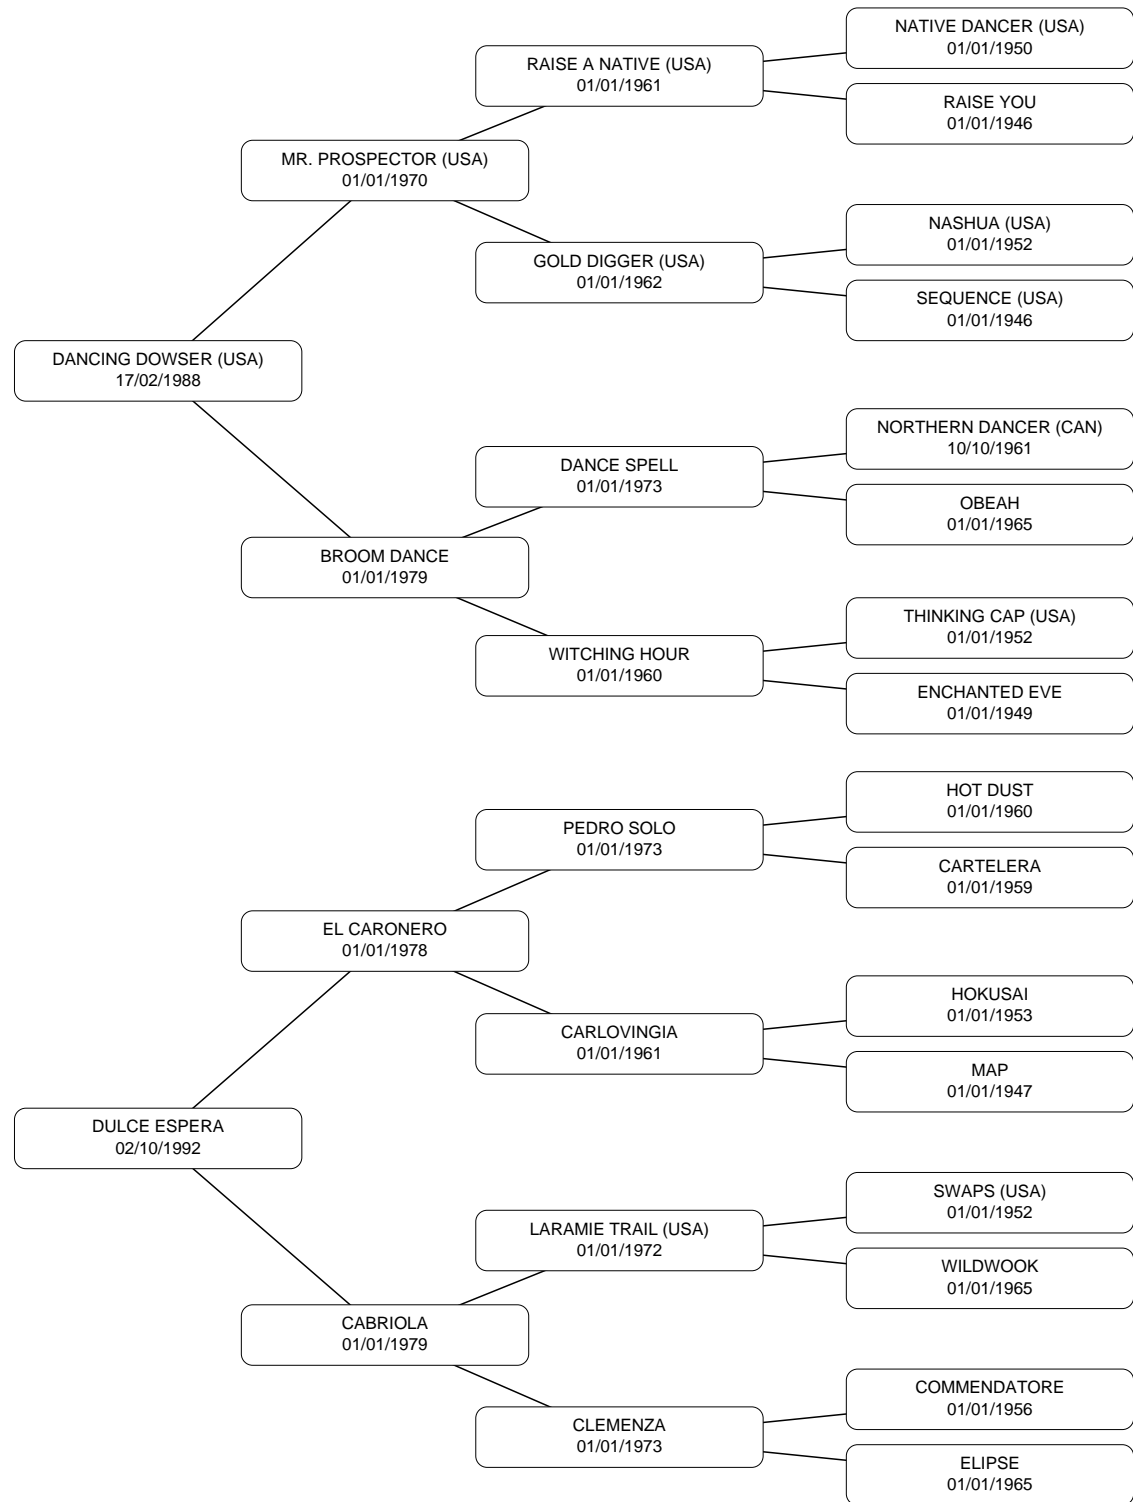 NATIVE DANCER (USA)
01/01/1950
RAISE A NATIVE (USA)
01/01/1961
RAISE YOU
01/01/1946
MR. PROSPECTOR (USA)
01/01/1970
NASHUA (USA)
01/01/1952
GOLD DIGGER (USA)
01/01/1962
SEQUENCE (USA)
01/01/1946
DANCING DOWSER (USA)
17/02/1988
NORTHERN DANCER (CAN)
10/10/1961
DANCE SPELL
01/01/1973
OBEAH
01/01/1965
BROOM DANCE
01/01/1979
THINKING CAP (USA)
01/01/1952
WITCHING HOUR
01/01/1960
ENCHANTED EVE
01/01/1949
HOT DUST
01/01/1960
PEDRO SOLO
01/01/1973
CARTELERA
01/01/1959
EL CARONERO
01/01/1978
HOKUSAI
01/01/1953
CARLOVINGIA
01/01/1961
MAP
01/01/1947
DULCE ESPERA
02/10/1992
SWAPS (USA)
01/01/1952
LARAMIE TRAIL (USA)
01/01/1972
WILDWOOK
01/01/1965
CABRIOLA
01/01/1979
COMMENDATORE
01/01/1956
CLEMENZA
01/01/1973
ELIPSE
01/01/1965